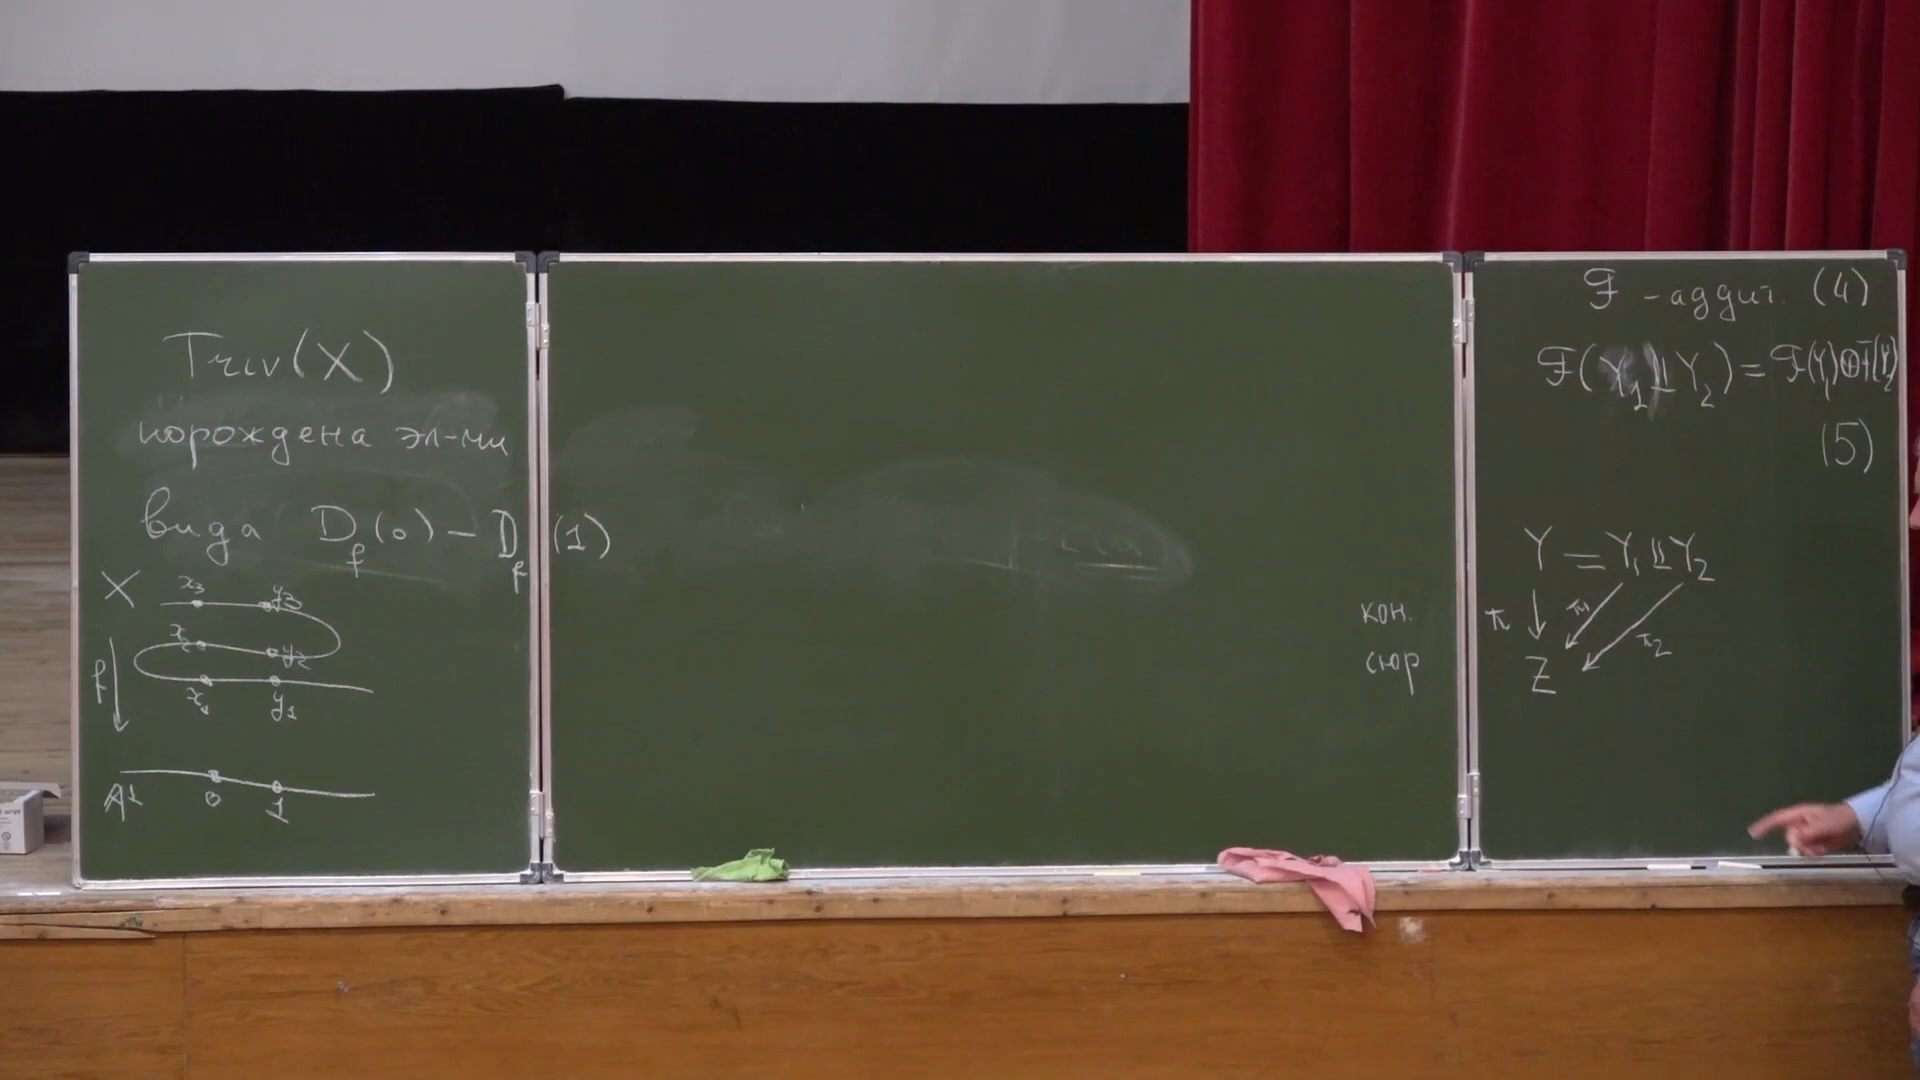 Triv(X)
порождена эл-ми
вида D_f(0) - D_f(1)
X x₃ y₃
x₂ y₂
f
x₁ y₁
A¹ 0 1
кон.
сюр
F - аддит. (4)
F(Y₁ ⨿ Y₂) = F(Y₁) ⊕ F(Y₂)
(5)
Y = Y₁ ⨿ Y₂
π ↓ π₁ π₂
Z